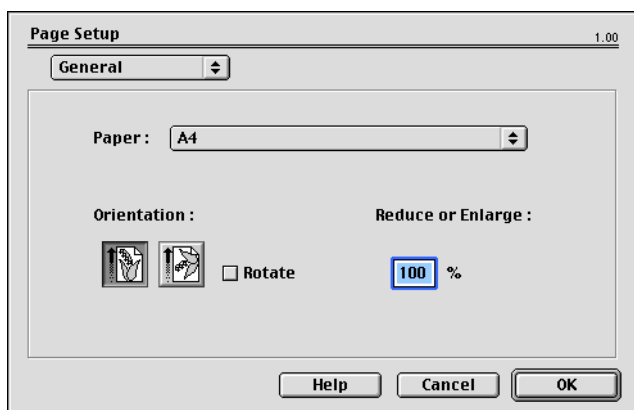 Page Setup 1.00
General
Paper : A4
Orientation : Reduce or Enlarge :
Rotate 100 %
Help Cancel OK